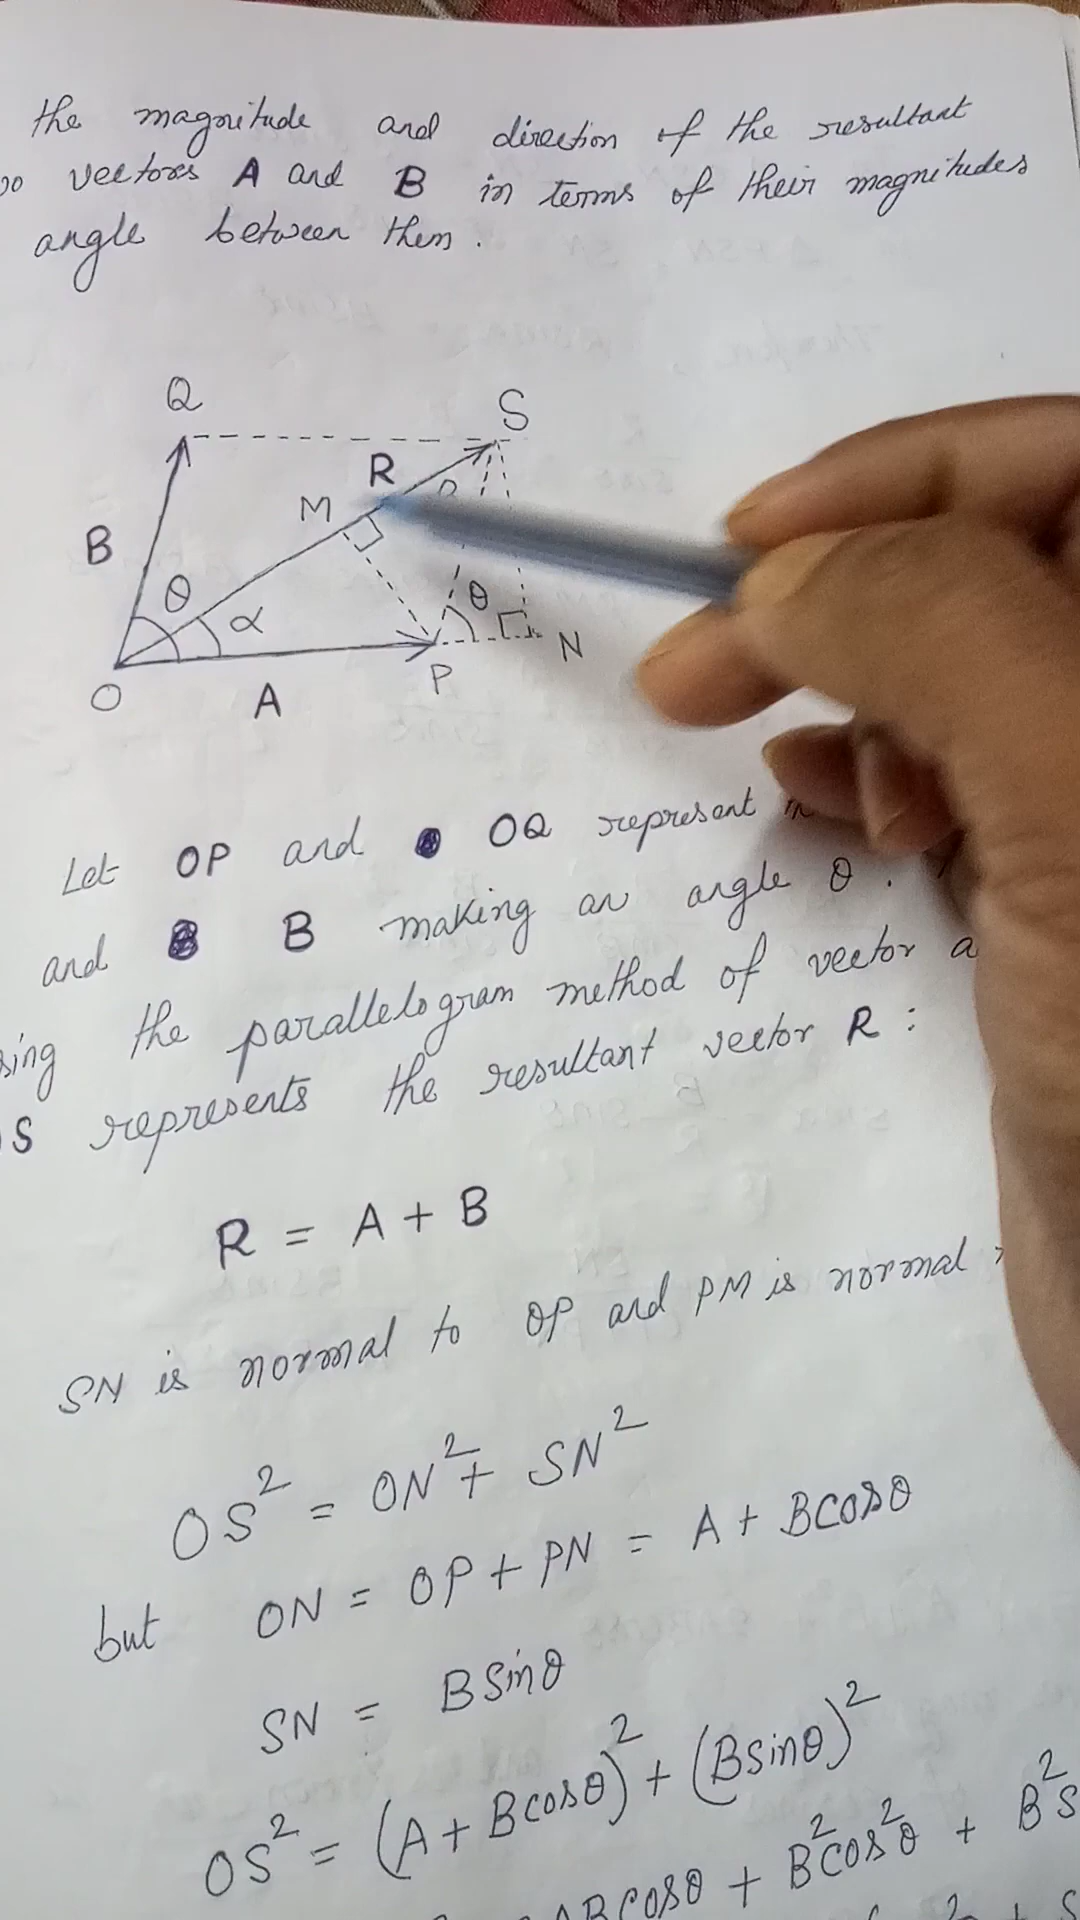 the magnitude and direction of the resultant
vectors A and B in terms of their magnitudes
angle between them.
Q
S
R
M
B
θ
α
θ
N
P
O
A
Let OP and OQ represent
and B making an angle θ.
the parallelogram method of vector a
S represents the resultant vector R :
R = A + B
SN is normal to OP and PM is normal
OS² = ON² + SN²
but ON = OP + PN = A + Bcosθ
SN = B sinθ
OS² = (A + Bcosθ)² + (Bsinθ)²
ABcosθ + B²cos²θ + B²s